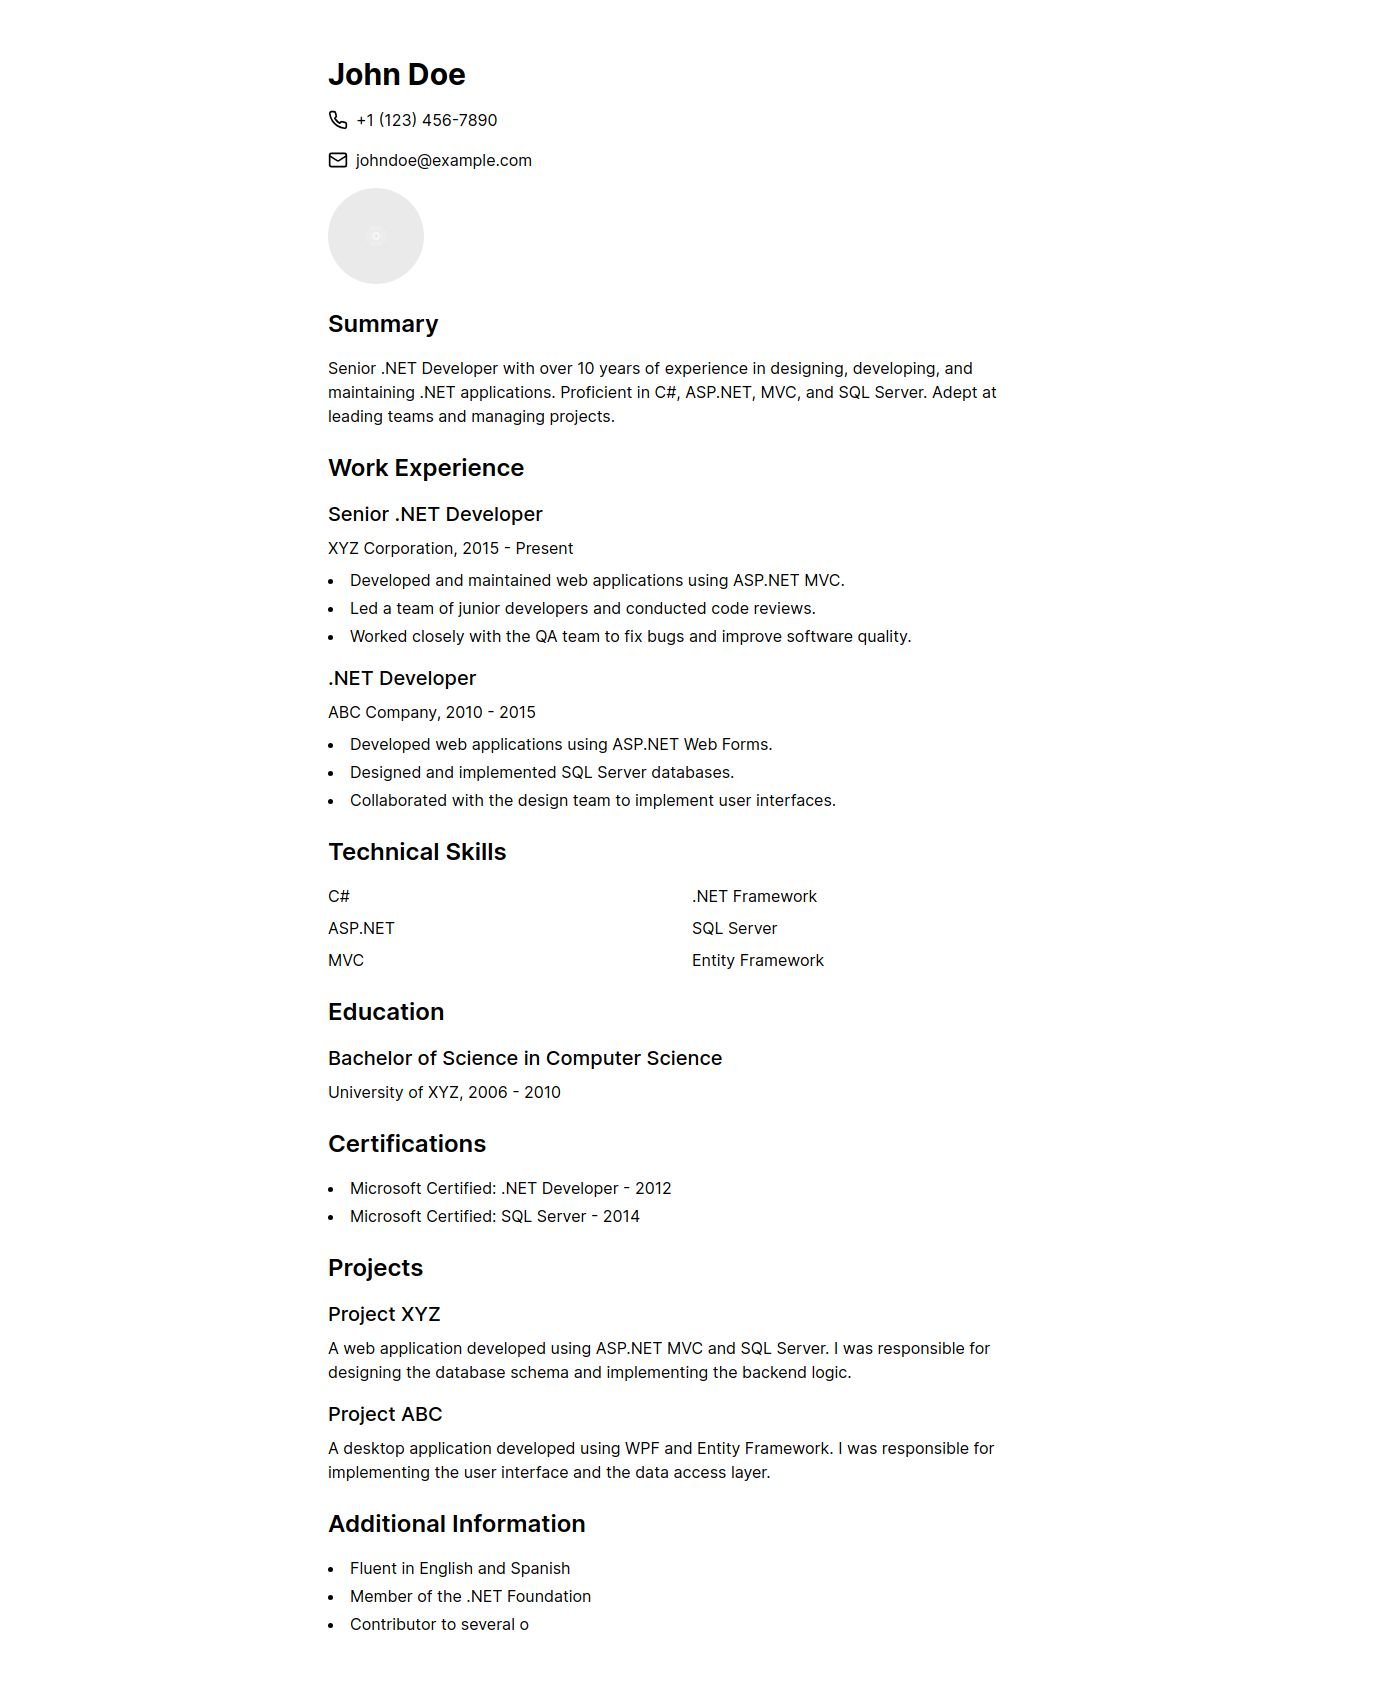 John Doe
+1 (123) 456-7890
johndoe@example.com
Summary
Senior .NET Developer with over 10 years of experience in designing, developing, and
maintaining .NET applications. Proficient in C#, ASP.NET, MVC, and SQL Server. Adept at
leading teams and managing projects.
Work Experience
Senior .NET Developer
XYZ Corporation, 2015 - Present
• Developed and maintained web applications using ASP.NET MVC.
• Led a team of junior developers and conducted code reviews.
• Worked closely with the QA team to fix bugs and improve software quality.
.NET Developer
ABC Company, 2010 - 2015
• Developed web applications using ASP.NET Web Forms.
• Designed and implemented SQL Server databases.
• Collaborated with the design team to implement user interfaces.
Technical Skills
C# .NET Framework
ASP.NET SQL Server
MVC Entity Framework
Education
Bachelor of Science in Computer Science
University of XYZ, 2006 - 2010
Certifications
• Microsoft Certified: .NET Developer - 2012
• Microsoft Certified: SQL Server - 2014
Projects
Project XYZ
A web application developed using ASP.NET MVC and SQL Server. I was responsible for
designing the database schema and implementing the backend logic.
Project ABC
A desktop application developed using WPF and Entity Framework. I was responsible for
implementing the user interface and the data access layer.
Additional Information
• Fluent in English and Spanish
• Member of the .NET Foundation
• Contributor to several o